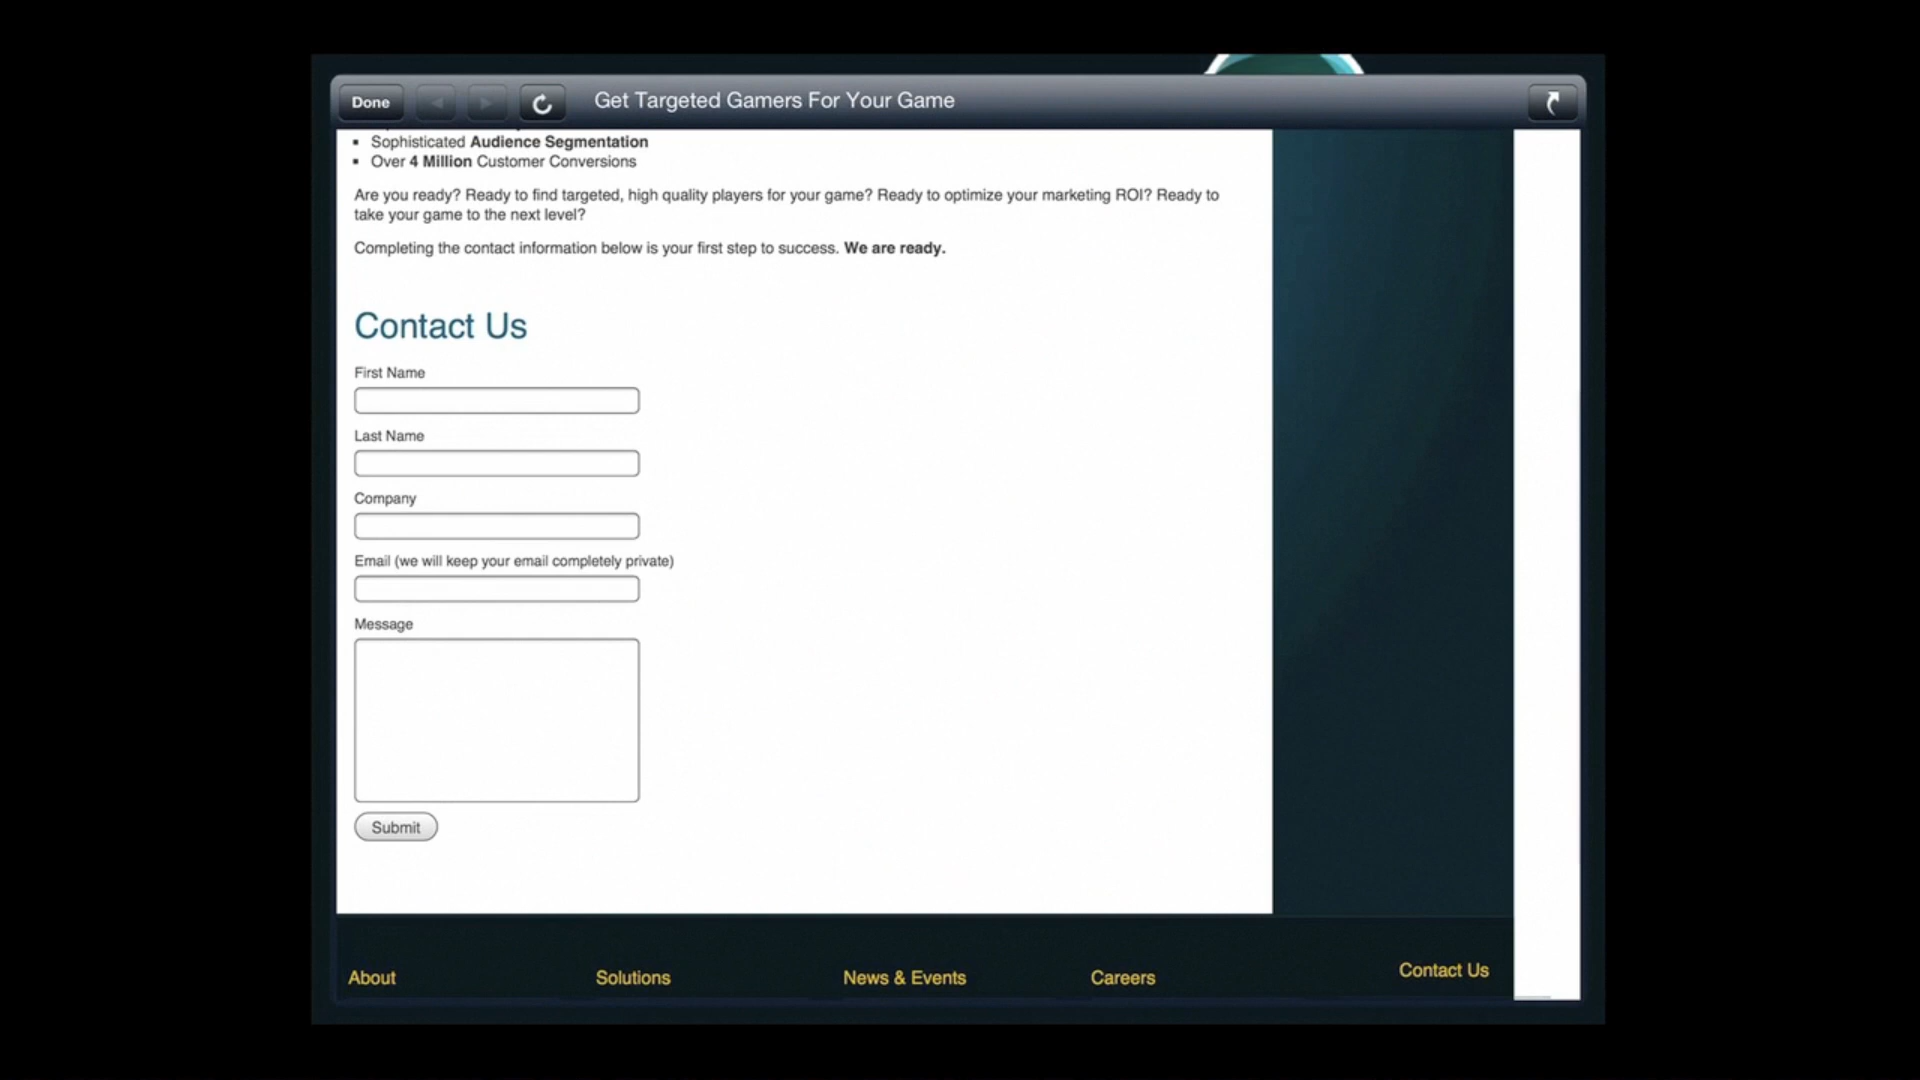 Done
Get Targeted Gamers For Your Game
Sophisticated Audience Segmentation
Over 4 Million Customer Conversions
Are you ready? Ready to find targeted, high quality players for your game? Ready to optimize your marketing ROI? Ready to
take your game to the next level?
Completing the contact information below is your first step to success. We are ready.
Contact Us
First Name
Last Name
Company
Email (we will keep your email completely private)
Message
Submit
About
Solutions
News & Events
Careers
Contact Us